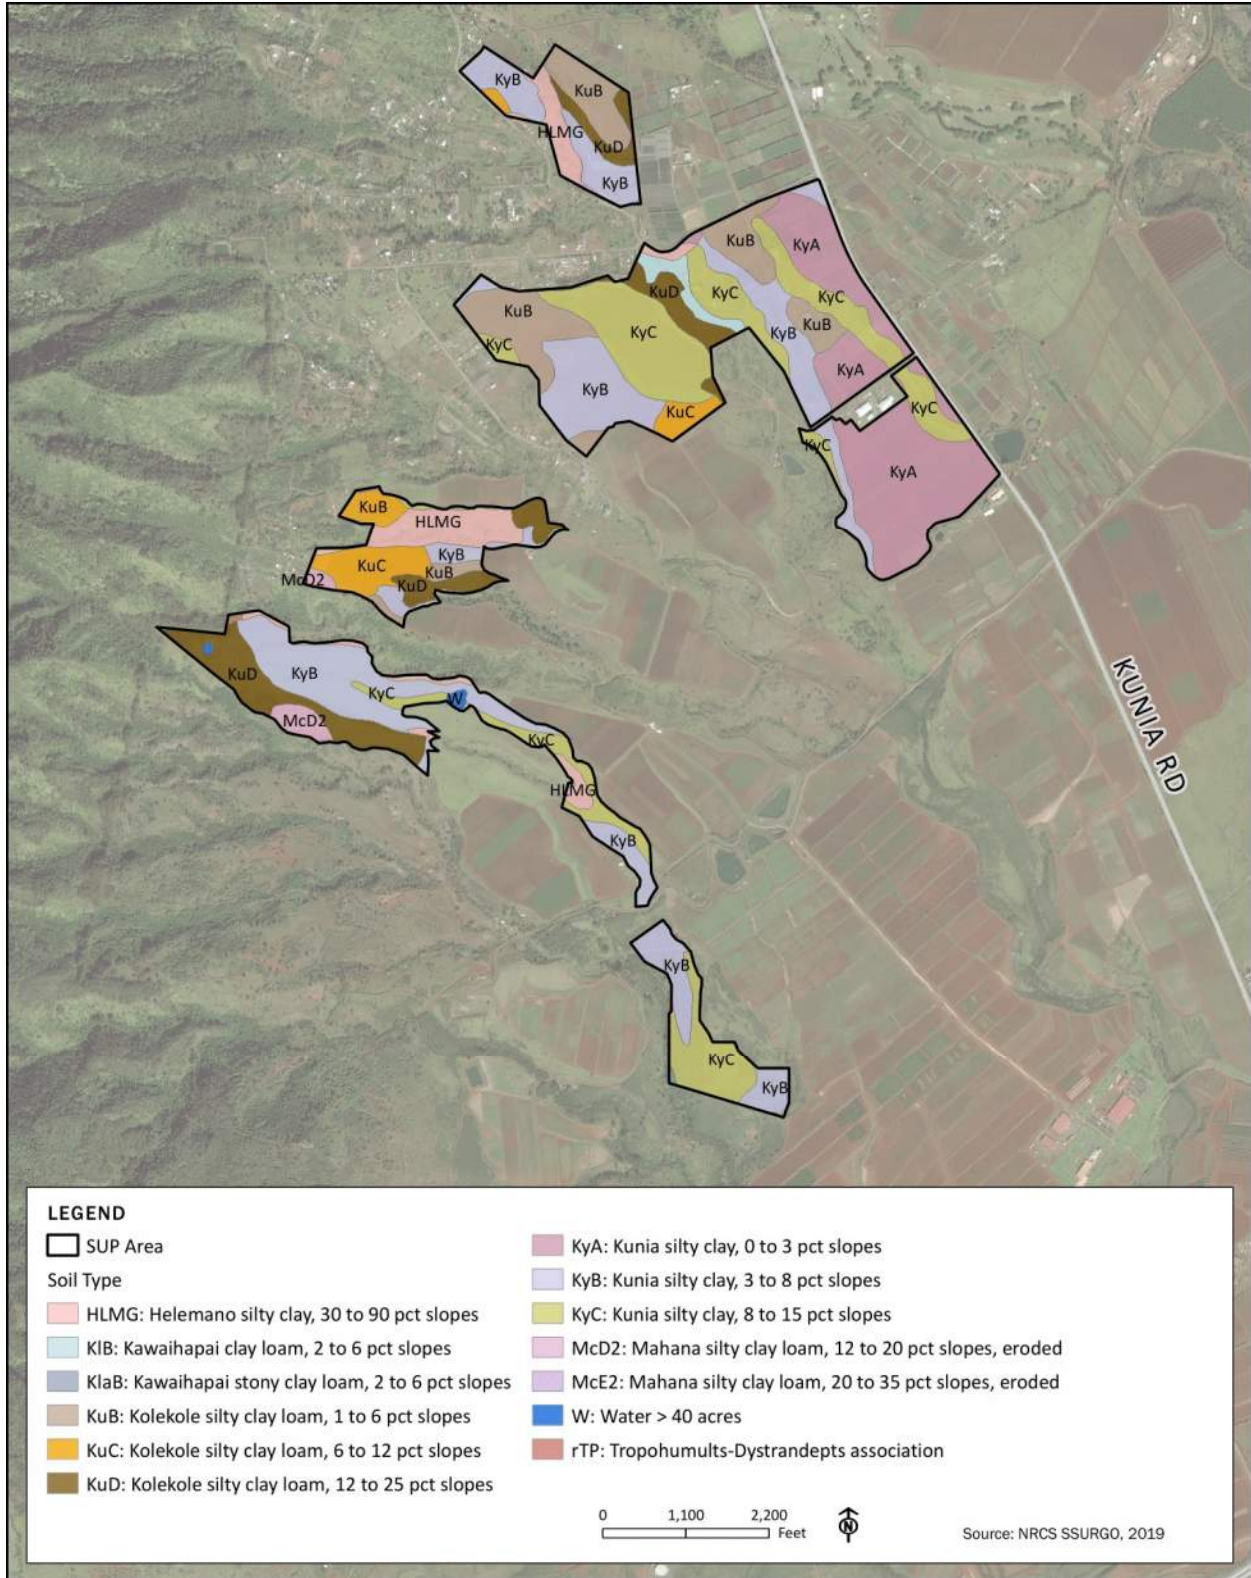 KyB
KuB
HLMG
KuD
KyB
KuB
KyA
KuD
KyC
KyC
KuB
KyC
KyB
KuB
KyC
KyA
KyB
KuC
KyC
KyC
KyA
KuB
HLMG
KyB
KuC
KuB
McD2
KuD
KuD
KyB
KyC
W
McD2
KyC
HLMG
KyB
KUNIA RD
KyB
KyC
KyB
LEGEND
SUP Area
Soil Type
HLMG: Helemano silty clay, 30 to 90 pct slopes
KlB: Kawaihapai clay loam, 2 to 6 pct slopes
KlaB: Kawaihapai stony clay loam, 2 to 6 pct slopes
KuB: Kolekole silty clay loam, 1 to 6 pct slopes
KuC: Kolekole silty clay loam, 6 to 12 pct slopes
KuD: Kolekole silty clay loam, 12 to 25 pct slopes
KyA: Kunia silty clay, 0 to 3 pct slopes
KyB: Kunia silty clay, 3 to 8 pct slopes
KyC: Kunia silty clay, 8 to 15 pct slopes
McD2: Mahana silty clay loam, 12 to 20 pct slopes, eroded
McE2: Mahana silty clay loam, 20 to 35 pct slopes, eroded
W: Water > 40 acres
rTP: Tropohumults-Dystrandepts association
0 1,100 2,200
Feet
N
Source: NRCS SSURGO, 2019